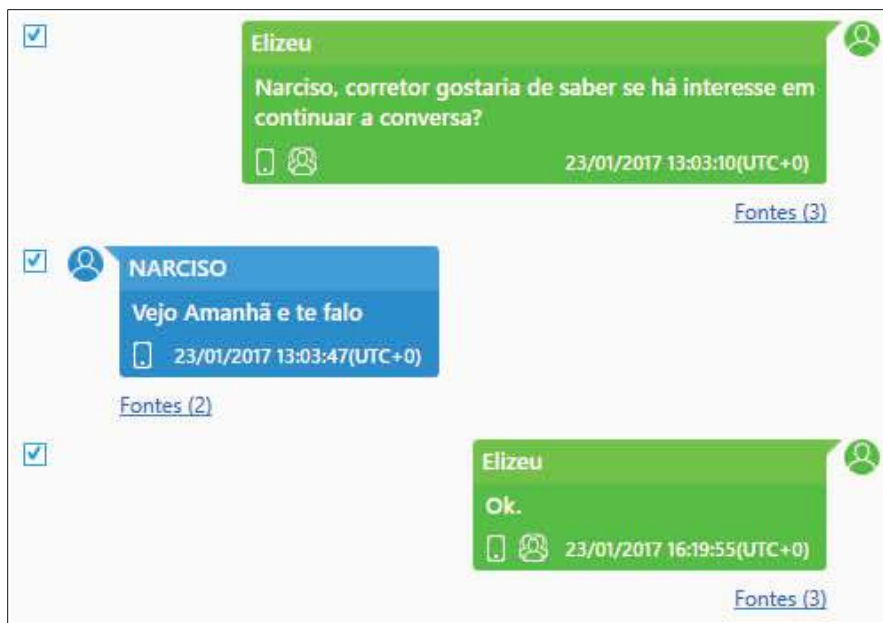 Elizeu
Narciso, corretor gostaria de saber se há interesse em
continuar a conversa?
23/01/2017 13:03:10(UTC+0)
Fontes (3)
NARCISO
Vejo Amanhã e te falo
23/01/2017 13:03:47(UTC+0)
Fontes (2)
Elizeu
Ok.
23/01/2017 16:19:55(UTC+0)
Fontes (3)